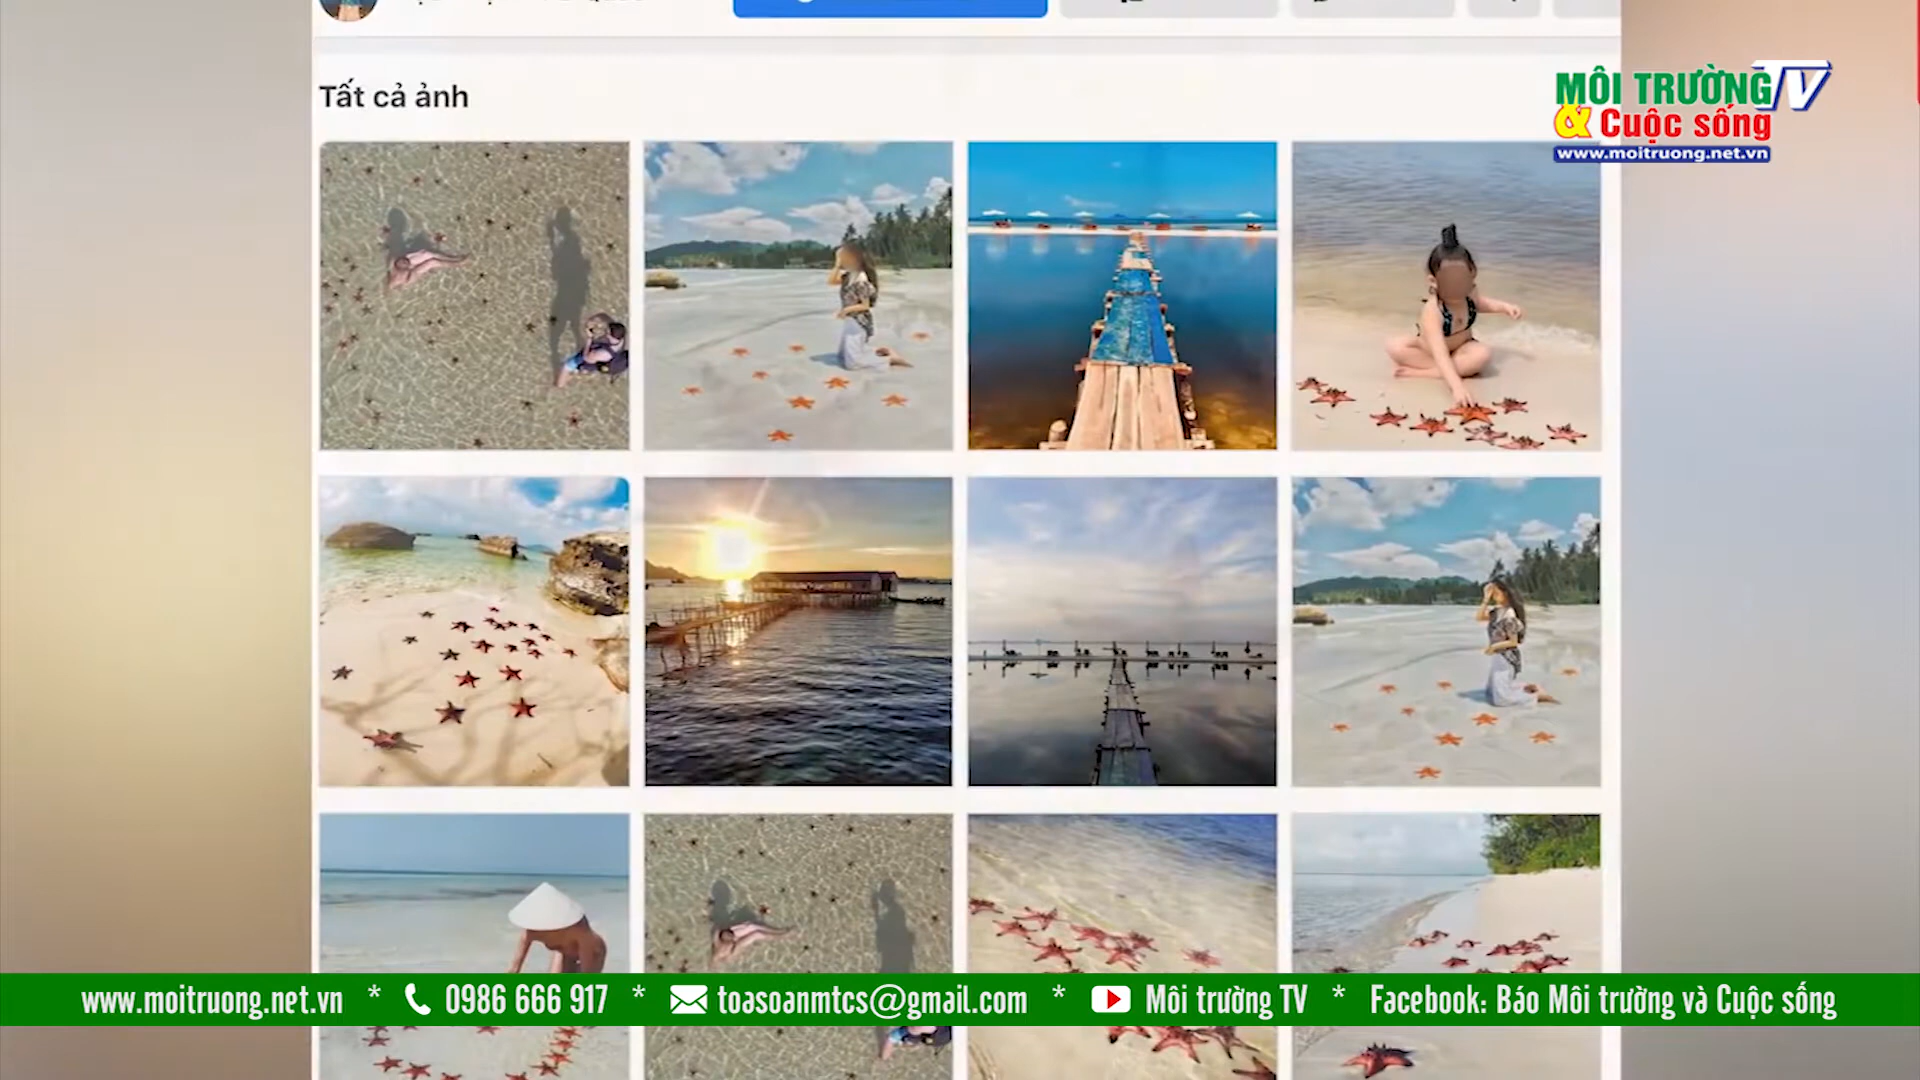 Tất cả ảnh
MÔI TRƯỜNG TV
& Cuộc sống
www.moitruong.net.vn
www.moitruong.net.vn * 0986 666 917 * toasoanmtcs@gmail.com * Môi trường TV * Facebook: Báo Môi trường và Cuộc sống